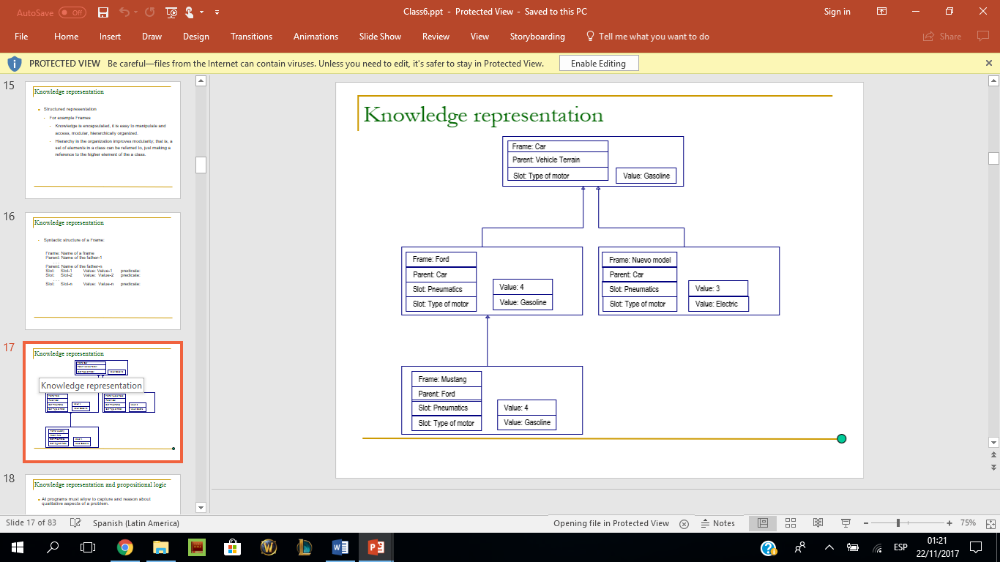 AutoSave Off
Class6.ppt - Protected View - Saved to this PC
Sign in
File Home Insert Draw Design Transitions Animations Slide Show Review View Storyboarding Tell me what you want to do
Share
PROTECTED VIEW Be careful—files from the Internet can contain viruses. Unless you need to edit, it's safer to stay in Protected View.
Enable Editing
15
Knowledge representation
Structured representation
For example Frames
Knowledge is encapsulated, it is easy to manipulate and
access, modular, hierarchically organized.
Hierarchy in the organization improves modularity; that is, a
set of elements in a class can be referred to, just making a
reference to the higher element of the a class.
16
Knowledge representation
Syntactic structure of a Frame:
Frame: Name of a frame
Parent: Name of the father-1
. . .
Parent: Name of the father-n
Slot: Slot-1 Value: Value-1 predicate:
Slot: Slot-2 Value: Value-2 predicate:
. . .
Slot: Slot-n Value: Value-n predicate:
17
Knowledge representation
Knowledge representation
18
Knowledge representation and propositional logic
AI programs must allow to capture and reason about
qualitative aspects of a problem.
Knowledge representation
Frame: Car
Parent: Vehicle Terrain
Slot: Type of motor
Value: Gasoline
Frame: Ford
Parent: Car
Slot: Pneumatics
Slot: Type of motor
Value: 4
Value: Gasoline
Frame: Nuevo model
Parent: Car
Slot: Pneumatics
Slot: Type of motor
Value: 3
Value: Electric
Frame: Mustang
Parent: Ford
Slot: Pneumatics
Slot: Type of motor
Value: 4
Value: Gasoline
Slide 17 of 83
Spanish (Latin America)
Opening file in Protected View
Notes
75%
ESP
01:21
22/11/2017